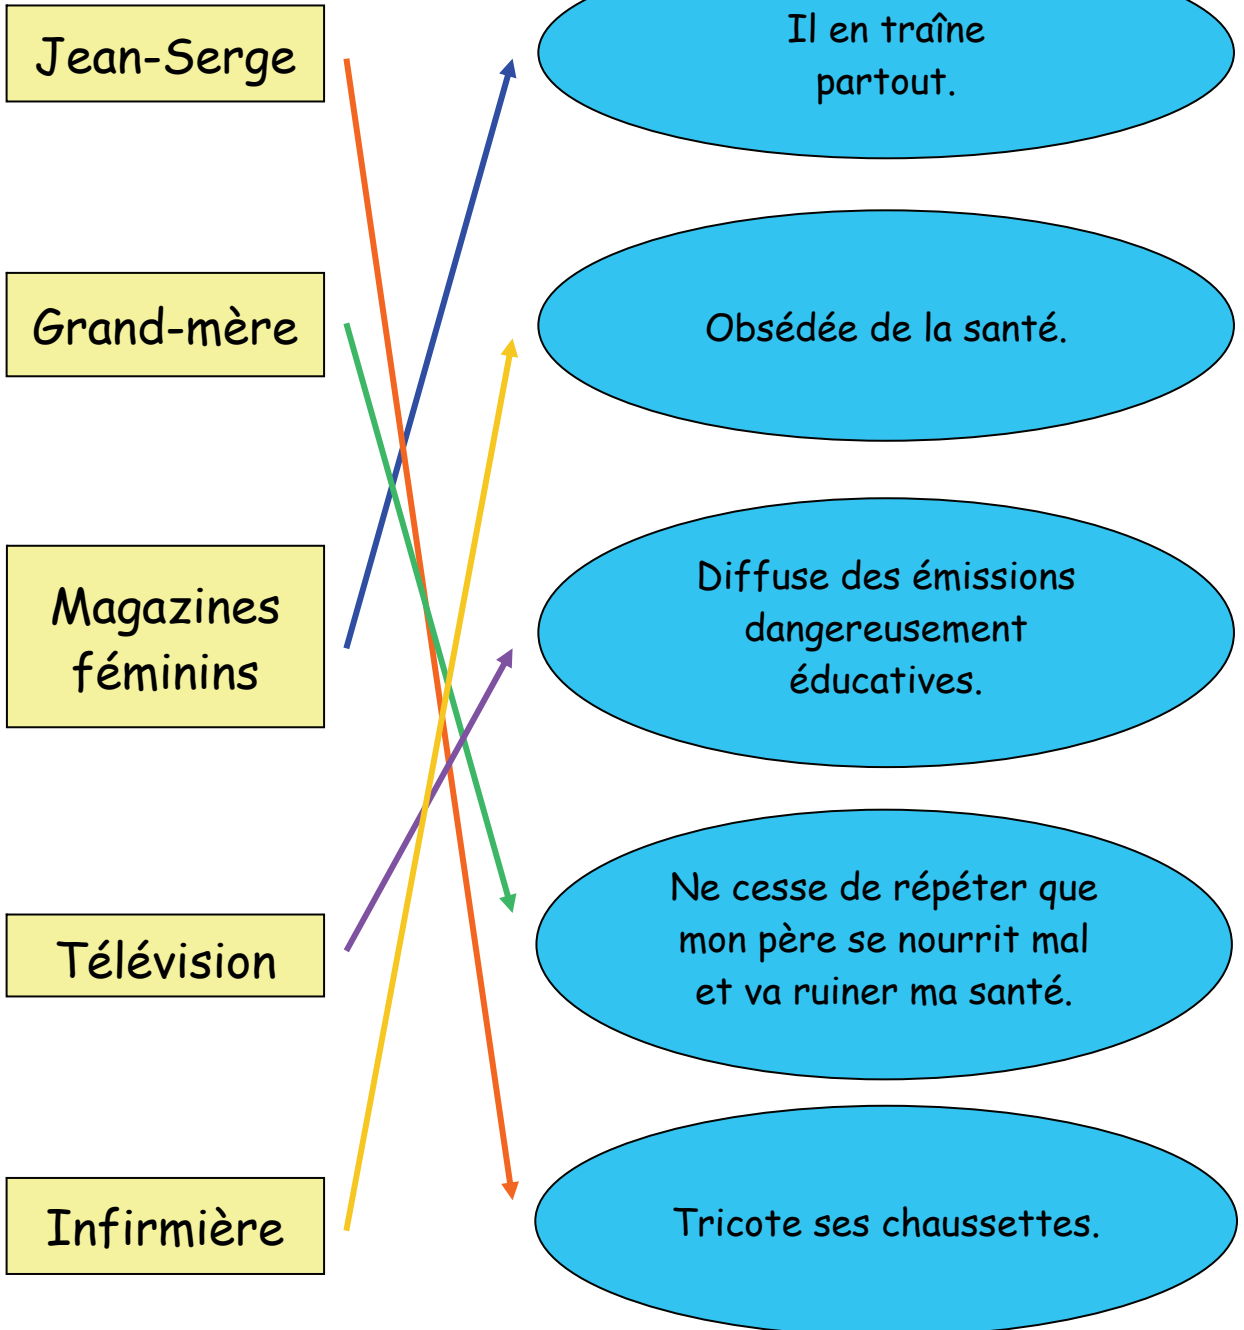 Jean-Serge
Il en traîne
partout.
Grand-mère
Obsédée de la santé.
Magazines
féminins
Diffuse des émissions
dangereusement
éducatives.
Télévision
Ne cesse de répéter que
mon père se nourrit mal
et va ruiner ma santé.
Infirmière
Tricote ses chaussettes.